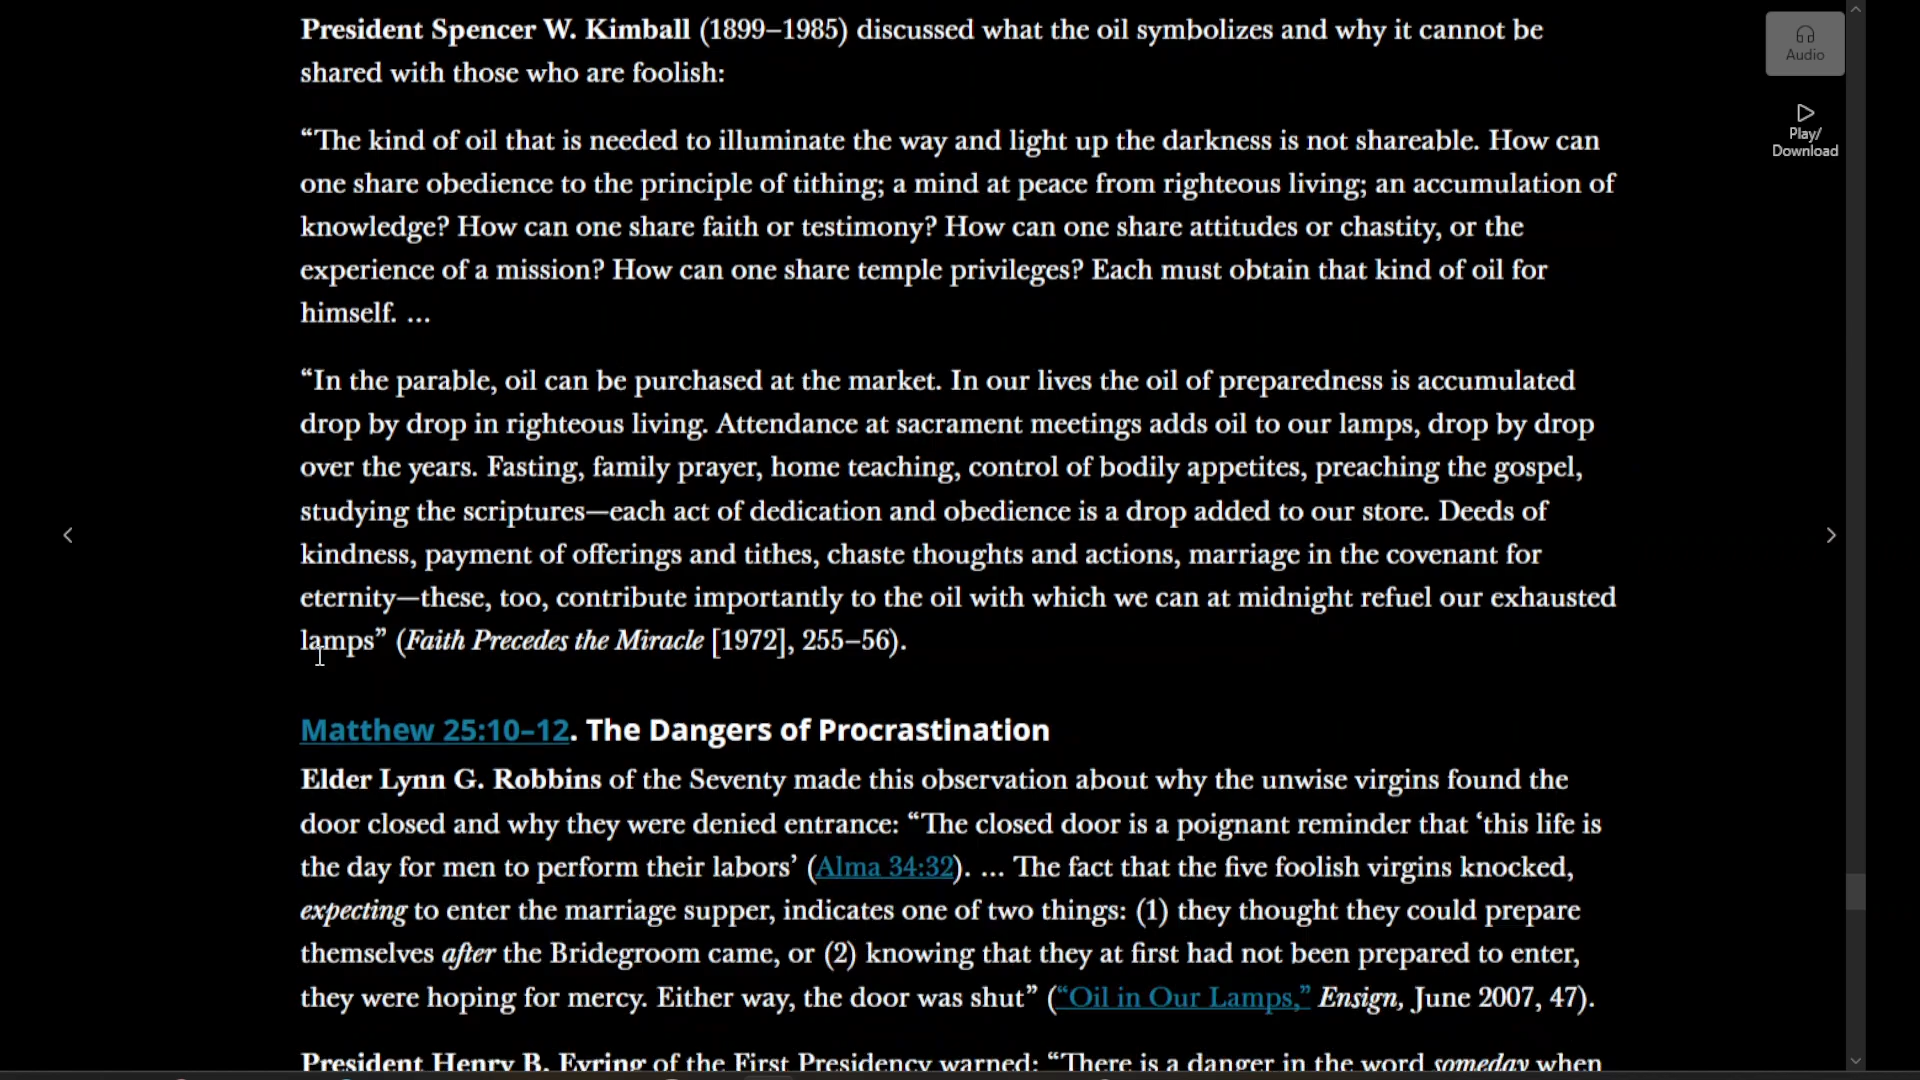 President Spencer W. Kimball (1899–1985) discussed what the oil symbolizes and why it cannot be
shared with those who are foolish:
“The kind of oil that is needed to illuminate the way and light up the darkness is not shareable. How can
one share obedience to the principle of tithing; a mind at peace from righteous living; an accumulation of
knowledge? How can one share faith or testimony? How can one share attitudes or chastity, or the
experience of a mission? How can one share temple privileges? Each must obtain that kind of oil for
himself. …
“In the parable, oil can be purchased at the market. In our lives the oil of preparedness is accumulated
drop by drop in righteous living. Attendance at sacrament meetings adds oil to our lamps, drop by drop
over the years. Fasting, family prayer, home teaching, control of bodily appetites, preaching the gospel,
studying the scriptures—each act of dedication and obedience is a drop added to our store. Deeds of
kindness, payment of offerings and tithes, chaste thoughts and actions, marriage in the covenant for
eternity—these, too, contribute importantly to the oil with which we can at midnight refuel our exhausted
lamps” (Faith Precedes the Miracle [1972], 255–56).
Matthew 25:10–12. The Dangers of Procrastination
Elder Lynn G. Robbins of the Seventy made this observation about why the unwise virgins found the
door closed and why they were denied entrance: “The closed door is a poignant reminder that ‘this life is
the day for men to perform their labors’ (Alma 34:32). … The fact that the five foolish virgins knocked,
expecting to enter the marriage supper, indicates one of two things: (1) they thought they could prepare
themselves after the Bridegroom came, or (2) knowing that they at first had not been prepared to enter,
they were hoping for mercy. Either way, the door was shut” (“Oil in Our Lamps,” Ensign, June 2007, 47).
President Henry B. Eyring of the First Presidency warned: “There is a danger in the word someday when
Audio
Play/
Download